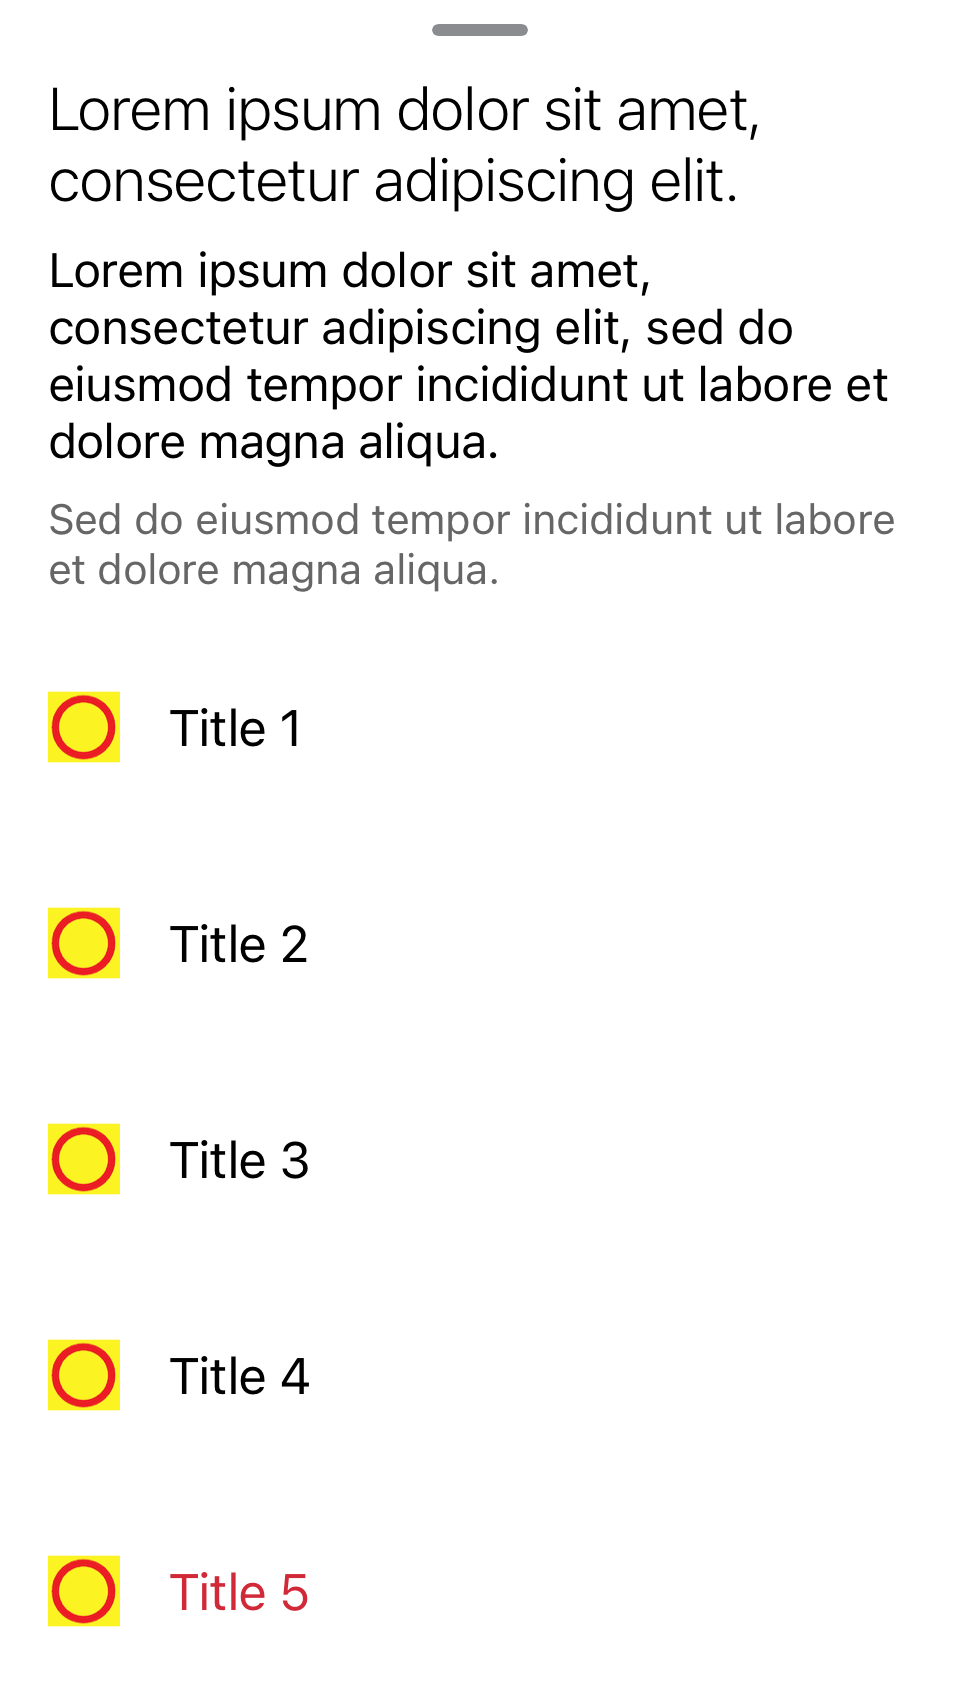 Lorem ipsum dolor sit amet,
consectetur adipiscing elit.
Lorem ipsum dolor sit amet,
consectetur adipiscing elit, sed do
eiusmod tempor incididunt ut labore et
dolore magna aliqua.
Sed do eiusmod tempor incididunt ut labore
et dolore magna aliqua.
Title 1
Title 2
Title 3
Title 4
Title 5